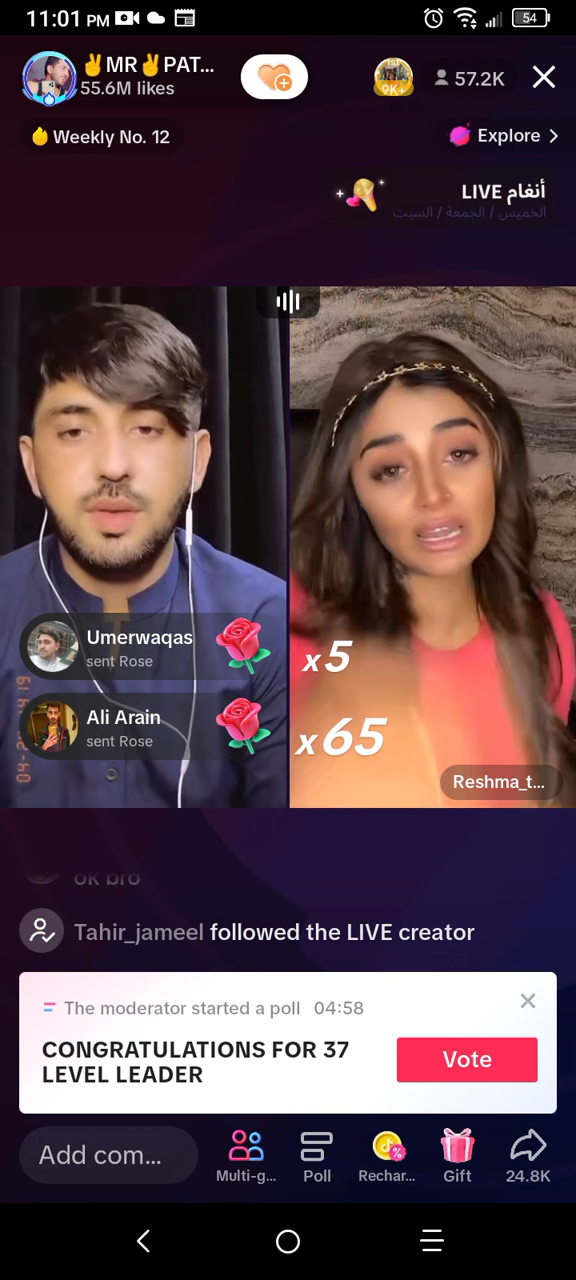 11:01 PM
54
✌MR✌PAT...
55.6M likes
9K+
57.2K
Weekly No. 12
Explore
أنغام LIVE
الخميس / الجمعة / السبت
Umerwaqas
sent Rose
x5
Ali Arain
sent Rose
x65
Reshma_t...
ok bro
Tahir_jameel followed the LIVE creator
The moderator started a poll 04:58
CONGRATULATIONS FOR 37
LEVEL LEADER
Vote
Add com...
Multi-g...
Poll
Rechar...
Gift
24.8K